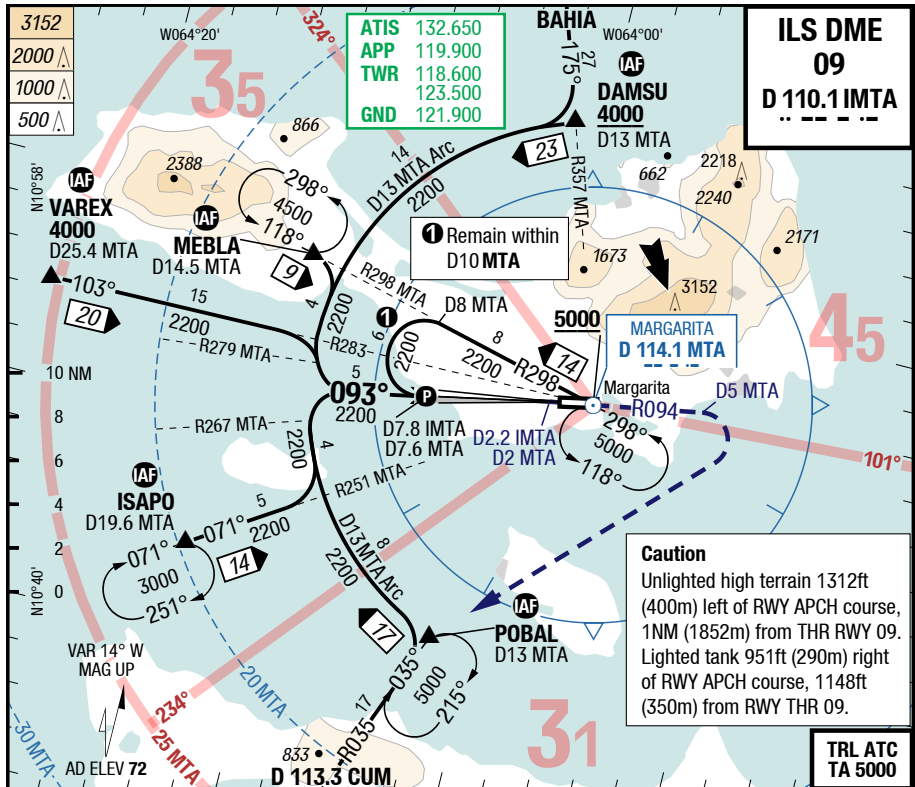 3152
2000
1000
500
W064°20'
324°
35
ATIS 132.650
APP 119.900
TWR 118.600
123.500
GND 121.900
BAHIA
W064°00'
27
175°
IAF
DAMSU
4000
D13 MTA
23
R357 MTA
ILS DME
09
D 110.1 IMTA
866
2388
14
D13 MTA Arc
2200
662
2218
2240
2171
1673
3152
N10°58'
IAF
VAREX
4000
D25.4 MTA
IAF
MEBLA
D14.5 MTA
298°
4500
118°
9
1 Remain within
D10 MTA
R298 MTA
D8 MTA
103°
20
15
2200
4
2200
1
6
2200
8
2200
R298
14
5000
MARGARITA
D 114.1 MTA
45
R279 MTA
R283
10 NM
8
6
4
2
0
5
093°
2200
P
D7.8 IMTA
D7.6 MTA
D2.2 IMTA
D2 MTA
Margarita
R094
D5 MTA
298°
5000
118°
101°
R267 MTA
2200
4
R251 MTA
IAF
ISAPO
D19.6 MTA
071°
5
2200
071°
3000
251°
14
N10°40'
8
D13 MTA Arc
2200
17
IAF
POBAL
D13 MTA
035°
5000
215°
17
R035
Caution
Unlighted high terrain 1312ft
(400m) left of RWY APCH course,
1NM (1852m) from THR RWY 09.
Lighted tank 951ft (290m) right
of RWY APCH course, 1148ft
(350m) from RWY THR 09.
VAR 14° W
MAG UP
234°
20 MTA
25 MTA
30 MTA
AD ELEV 72
833
D 113.3 CUM
31
TRL ATC
TA 5000